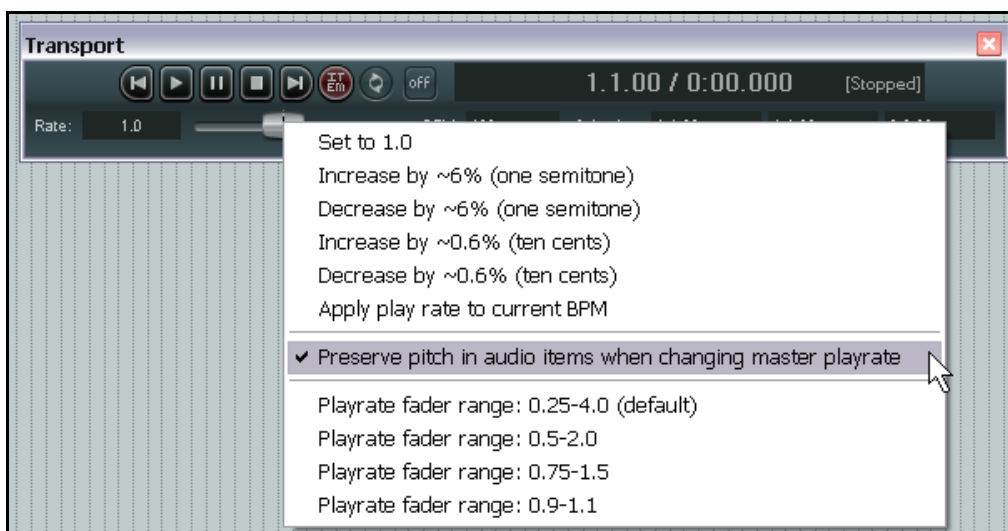 Transport
IT
Em
off
1.1.00 / 0:00.000
[Stopped]
Rate:
1.0
Set to 1.0
Increase by ~6% (one semitone)
Decrease by ~6% (one semitone)
Increase by ~0.6% (ten cents)
Decrease by ~0.6% (ten cents)
Apply play rate to current BPM
Preserve pitch in audio items when changing master playrate
Playrate fader range: 0.25-4.0 (default)
Playrate fader range: 0.5-2.0
Playrate fader range: 0.75-1.5
Playrate fader range: 0.9-1.1